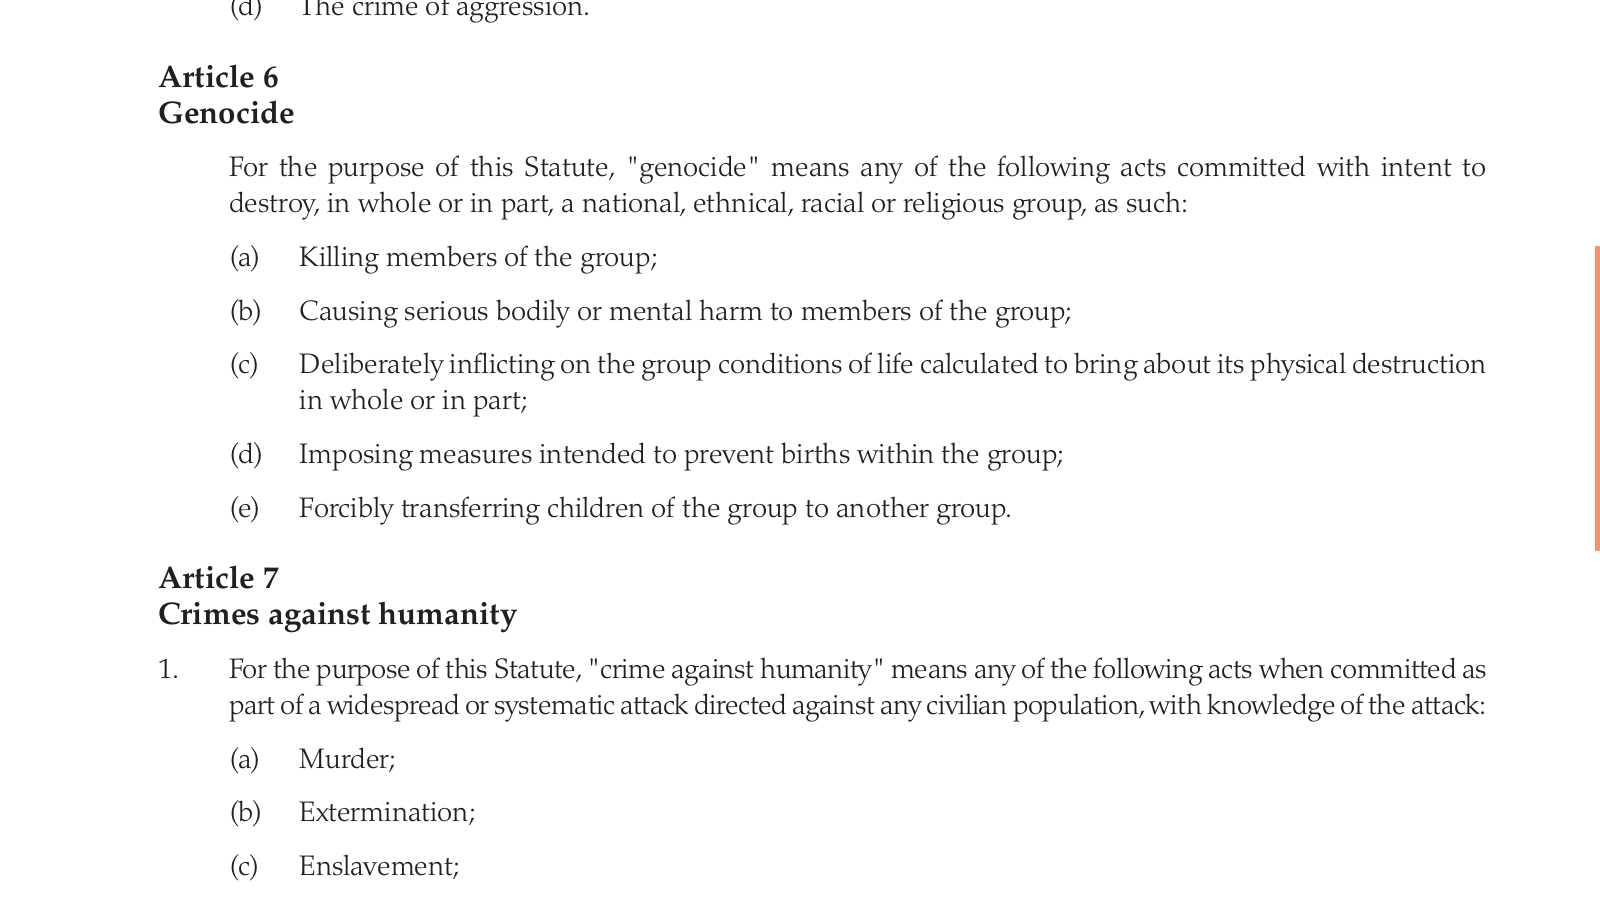 (d) The crime of aggression.
Article 6
Genocide
For the purpose of this Statute, "genocide" means any of the following acts committed with intent to
destroy, in whole or in part, a national, ethnical, racial or religious group, as such:
(a) Killing members of the group;
(b) Causing serious bodily or mental harm to members of the group;
(c) Deliberately inflicting on the group conditions of life calculated to bring about its physical destruction
in whole or in part;
(d) Imposing measures intended to prevent births within the group;
(e) Forcibly transferring children of the group to another group.
Article 7
Crimes against humanity
1. For the purpose of this Statute, "crime against humanity" means any of the following acts when committed as
part of a widespread or systematic attack directed against any civilian population, with knowledge of the attack:
(a) Murder;
(b) Extermination;
(c) Enslavement;